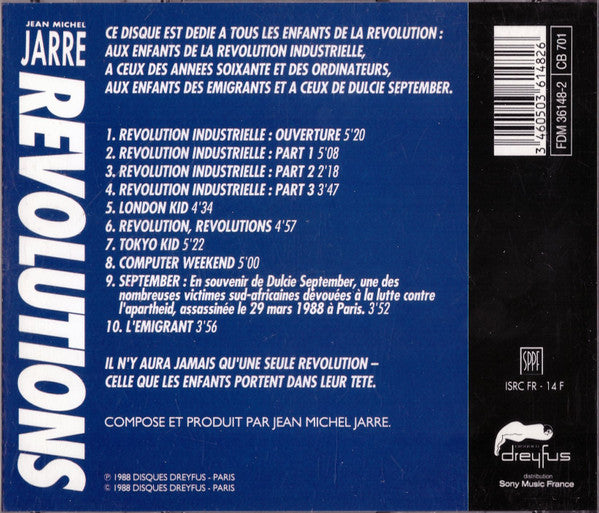 JEAN MICHEL
JARRE
REVOLUTIONS
CE DISQUE EST DEDIE A TOUS LES ENFANTS DE LA REVOLUTION :
AUX ENFANTS DE LA REVOLUTION INDUSTRIELLE,
A CEUX DES ANNEES SOIXANTE ET DES ORDINATEURS,
AUX ENFANTS DES EMIGRANTS ET A CEUX DE DULCIE SEPTEMBER.
1. REVOLUTION INDUSTRIELLE : OUVERTURE 5'20
2. REVOLUTION INDUSTRIELLE : PART 1 5'08
3. REVOLUTION INDUSTRIELLE : PART 2 2'18
4. REVOLUTION INDUSTRIELLE : PART 3 3'47
5. LONDON KID 4'34
6. REVOLUTION, REVOLUTIONS 4'57
7. TOKYO KID 5'22
8. COMPUTER WEEKEND 5'00
9. SEPTEMBER : En souvenir de Dulcie September, une des
nombreuses victimes sud-africaines dévouées à la lutte contre
l'apartheid, assassinée le 29 mars 1988 à Paris. 3'52
10. L'EMIGRANT 3'56
IL N'Y AURA JAMAIS QU'UNE SEULE REVOLUTION –
CELLE QUE LES ENFANTS PORTENT DANS LEUR TETE.
COMPOSE ET PRODUIT PAR JEAN MICHEL JARRE.
℗ 1988 DISQUES DREYFUS - PARIS
© 1988 DISQUES DREYFUS - PARIS
3 460503 614826
FDM 36148-2
CB 701
SPPF
ISRC FR - 14 F
dreyfus
distribution
Sony Music France